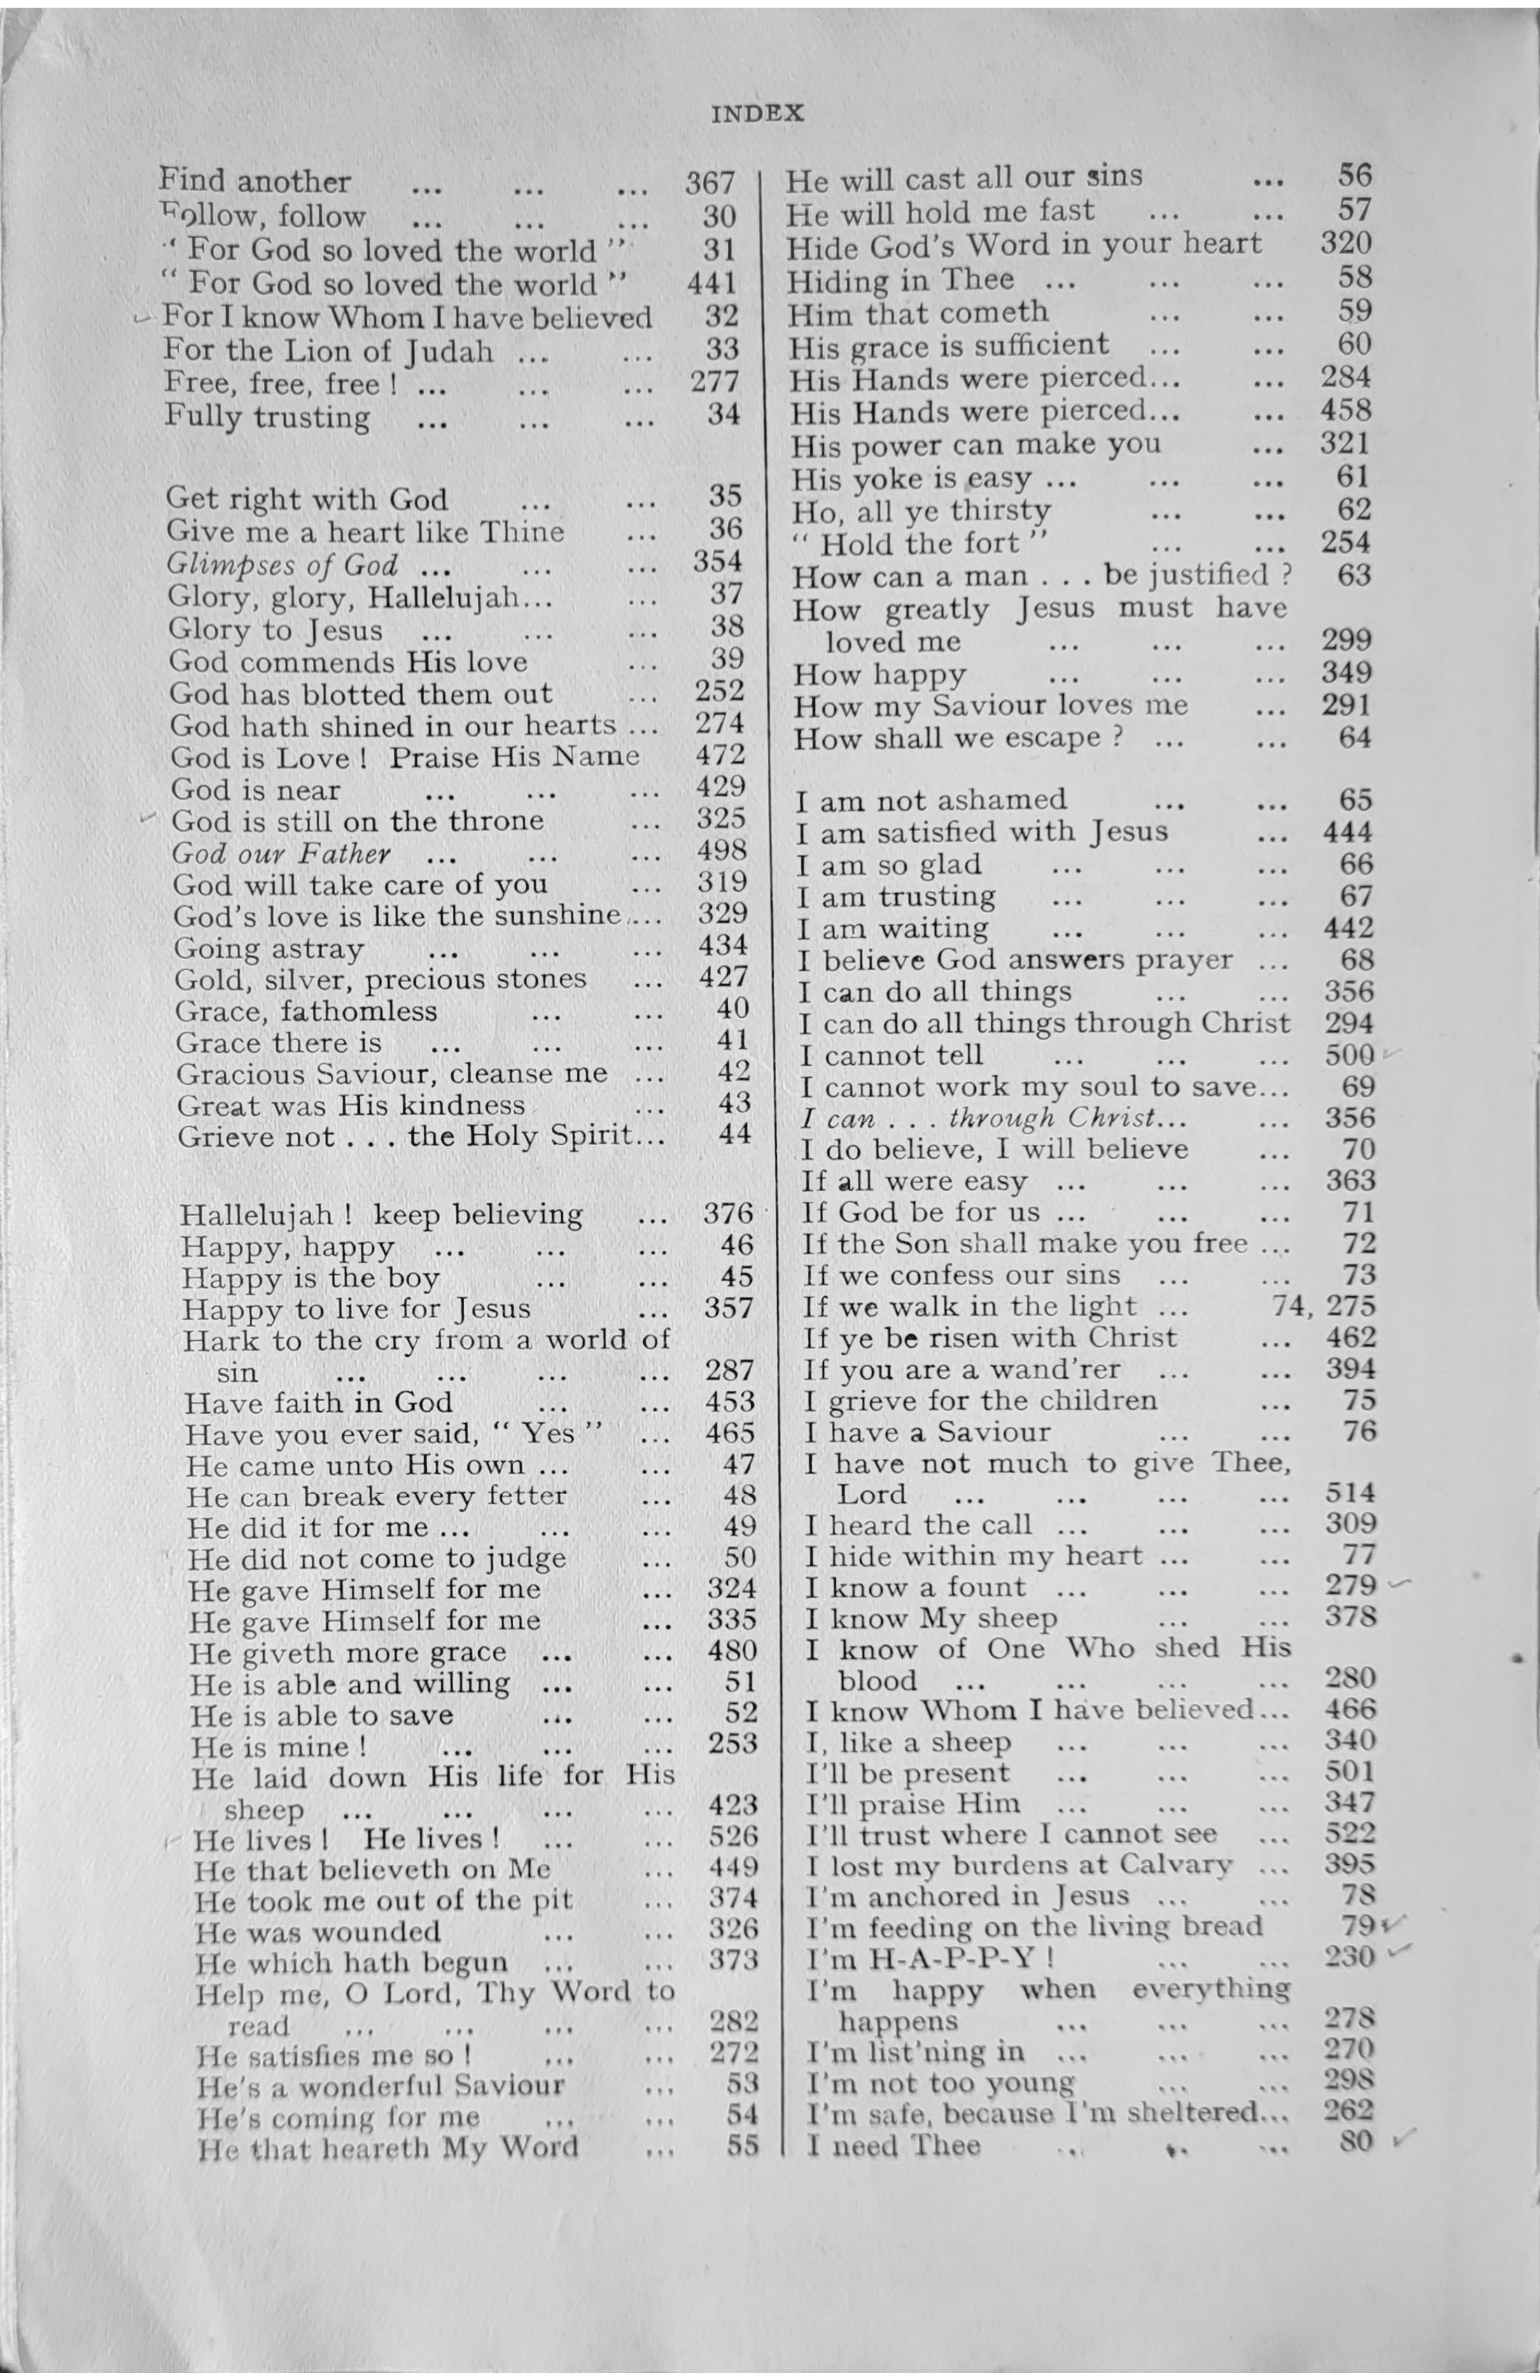 INDEX
Find another ... ... ... 367
Follow, follow ... ... ... 30
“ For God so loved the world ” 31
“ For God so loved the world ” 441
For I know Whom I have believed 32
For the Lion of Judah ... ... 33
Free, free, free ! ... ... ... 277
Fully trusting ... ... ... 34
Get right with God ... ... 35
Give me a heart like Thine ... 36
Glimpses of God ... ... ... 354
Glory, glory, Hallelujah... ... 37
Glory to Jesus ... ... ... 38
God commends His love ... 39
God has blotted them out ... 252
God hath shined in our hearts ... 274
God is Love ! Praise His Name 472
God is near ... ... ... 429
God is still on the throne ... 325
God our Father ... ... ... 498
God will take care of you ... 319
God's love is like the sunshine ... 329
Going astray ... ... ... 434
Gold, silver, precious stones ... 427
Grace, fathomless ... ... 40
Grace there is ... ... ... 41
Gracious Saviour, cleanse me ... 42
Great was His kindness ... 43
Grieve not . . . the Holy Spirit... 44
Hallelujah ! keep believing ... 376
Happy, happy ... ... ... 46
Happy is the boy ... ... 45
Happy to live for Jesus ... 357
Hark to the cry from a world of
sin ... ... ... ... 287
Have faith in God ... ... 453
Have you ever said, “ Yes ” ... 465
He came unto His own ... ... 47
He can break every fetter ... 48
He did it for me ... ... ... 49
He did not come to judge ... 50
He gave Himself for me ... 324
He gave Himself for me ... 335
He giveth more grace ... ... 480
He is able and willing ... ... 51
He is able to save ... ... 52
He is mine ! ... ... ... 253
He laid down His life for His
sheep ... ... ... ... 423
He lives ! He lives ! ... ... 526
He that believeth on Me ... 449
He took me out of the pit ... 374
He was wounded ... ... 326
He which hath begun ... ... 373
Help me, O Lord, Thy Word to
read ... ... ... ... 282
He satisfies me so ! ... ... 272
He's a wonderful Saviour ... 53
He's coming for me ... ... 54
He that heareth My Word ... 55
He will cast all our sins ... 56
He will hold me fast ... ... 57
Hide God's Word in your heart 320
Hiding in Thee ... ... ... 58
Him that cometh ... ... 59
His grace is sufficient ... ... 60
His Hands were pierced... ... 284
His Hands were pierced... ... 458
His power can make you ... 321
His yoke is easy ... ... ... 61
Ho, all ye thirsty ... ... 62
“ Hold the fort ” ... ... 254
How can a man . . . be justified ? 63
How greatly Jesus must have
loved me ... ... ... 299
How happy ... ... ... 349
How my Saviour loves me ... 291
How shall we escape ? ... ... 64
I am not ashamed ... ... 65
I am satisfied with Jesus ... 444
I am so glad ... ... ... 66
I am trusting ... ... ... 67
I am waiting ... ... ... 442
I believe God answers prayer ... 68
I can do all things ... ... 356
I can do all things through Christ 294
I cannot tell ... ... ... 500
I cannot work my soul to save... 69
I can . . . through Christ... ... 356
I do believe, I will believe ... 70
If all were easy ... ... ... 363
If God be for us ... ... ... 71
If the Son shall make you free ... 72
If we confess our sins ... ... 73
If we walk in the light ... 74, 275
If ye be risen with Christ ... 462
If you are a wand'rer ... ... 394
I grieve for the children ... 75
I have a Saviour ... ... 76
I have not much to give Thee,
Lord ... ... ... ... 514
I heard the call ... ... ... 309
I hide within my heart ... ... 77
I know a fount ... ... ... 279
I know My sheep ... ... 378
I know of One Who shed His
blood ... ... ... ... 280
I know Whom I have believed... 466
I, like a sheep ... ... ... 340
I'll be present ... ... ... 501
I'll praise Him ... ... ... 347
I'll trust where I cannot see ... 522
I lost my burdens at Calvary ... 395
I'm anchored in Jesus ... ... 78
I'm feeding on the living bread 79
I'm H-A-P-P-Y ! ... ... 230
I'm happy when everything
happens ... ... ... 278
I'm list'ning in ... ... ... 270
I'm not too young ... ... 298
I'm safe, because I'm sheltered... 262
I need Thee ... ... ... 80